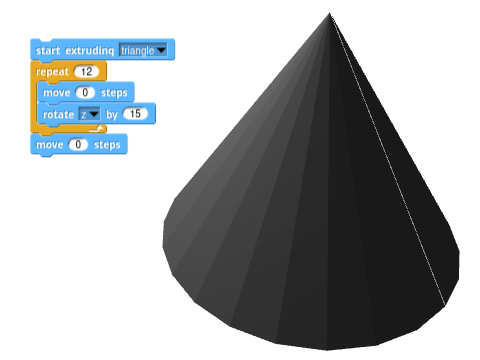 start extruding triangle
repeat 12
move 0 steps
rotate z by 15
move 0 steps